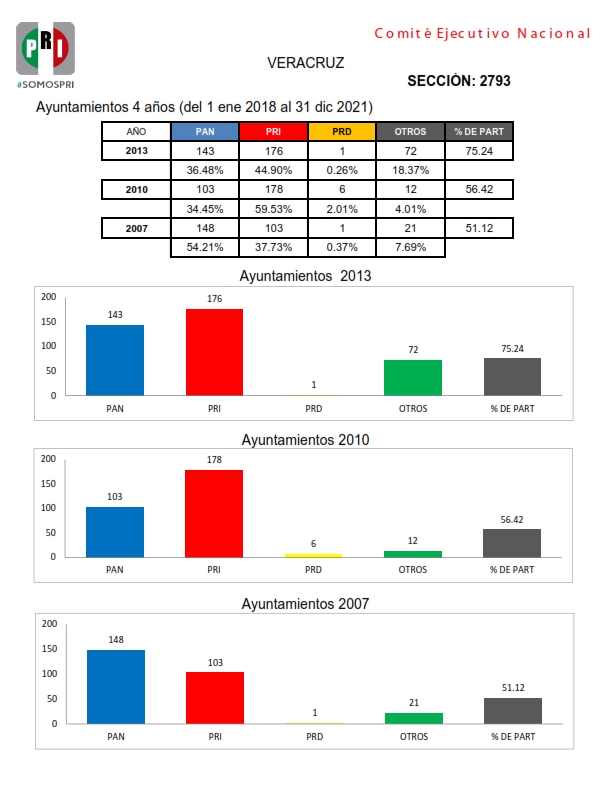 PRI
#SOMOSPRI
Comité Ejecutivo Nacional
VERACRUZ
SECCIÓN: 2793
Ayuntamientos 4 años (del 1 ene 2018 al 31 dic 2021)
AÑO PAN PRI PRD OTROS % DE PART
2013 143 176 1 72 75.24
36.48% 44.90% 0.26% 18.37%
2010 103 178 6 12 56.42
34.45% 59.53% 2.01% 4.01%
2007 148 103 1 21 51.12
54.21% 37.73% 0.37% 7.69%
Ayuntamientos 2013
200
150
100
50
0
143 176 1 72 75.24
PAN PRI PRD OTROS % DE PART
Ayuntamientos 2010
200
150
100
50
0
103 178 6 12 56.42
PAN PRI PRD OTROS % DE PART
Ayuntamientos 2007
200
150
100
50
0
148 103 1 21 51.12
PAN PRI PRD OTROS % DE PART